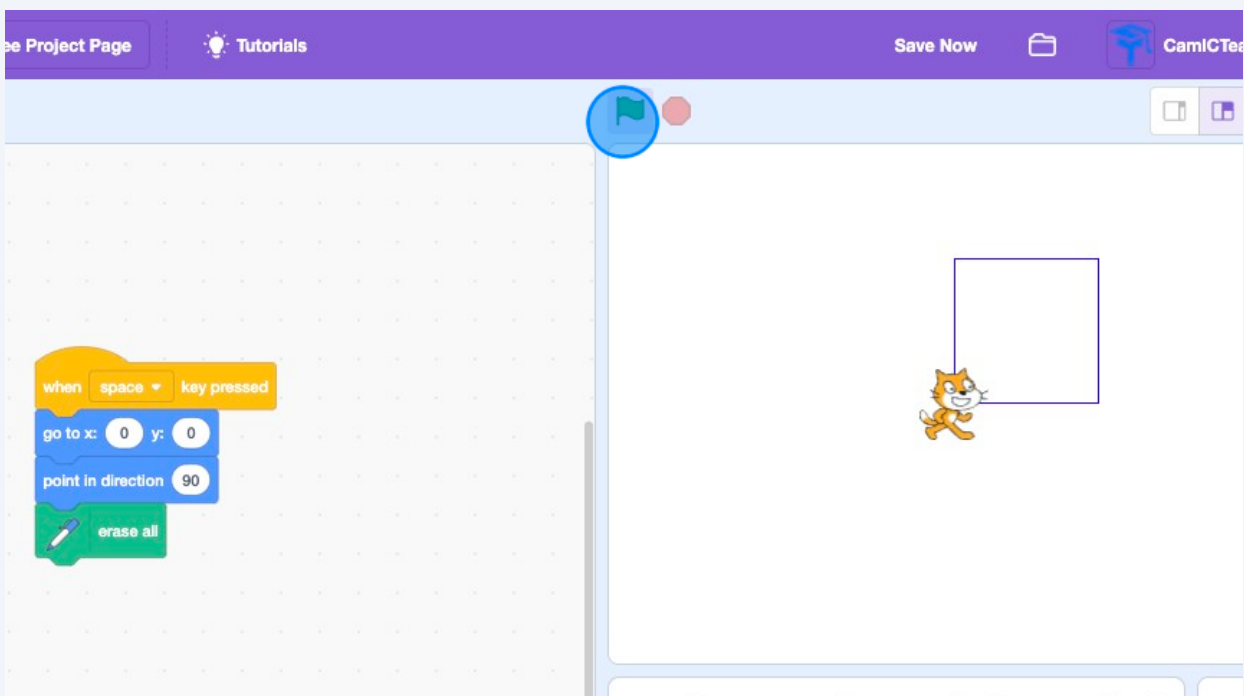 ee Project Page
Tutorials
Save Now
CamICTea
when space key pressed
go to x: 0 y: 0
point in direction 90
erase all